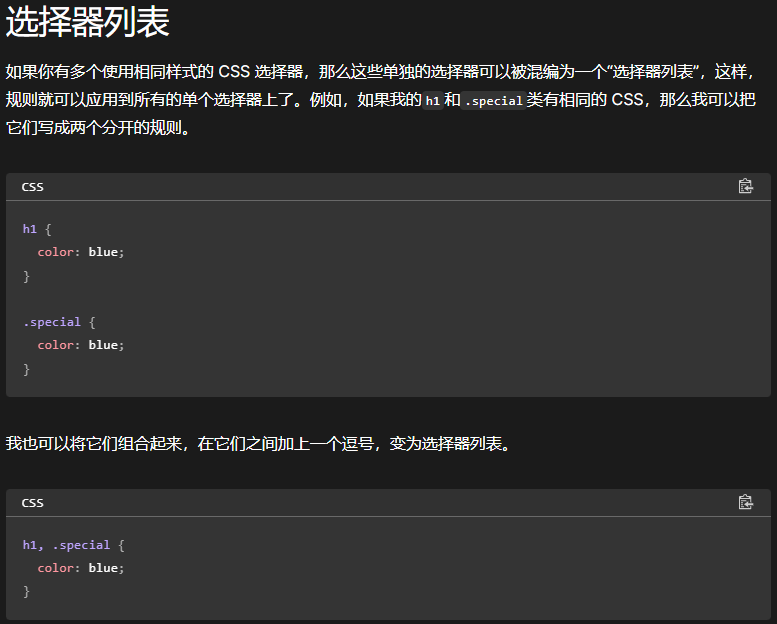 选择器列表
如果你有多个使用相同样式的 CSS 选择器，那么这些单独的选择器可以被混编为一个“选择器列表”，这样，
规则就可以应用到所有的单个选择器上了。例如，如果我的 h1 和 .special 类有相同的 CSS，那么我可以把
它们写成两个分开的规则。
CSS
h1 {
  color: blue;
}
.special {
  color: blue;
}
我也可以将它们组合起来，在它们之间加上一个逗号，变为选择器列表。
CSS
h1, .special {
  color: blue;
}